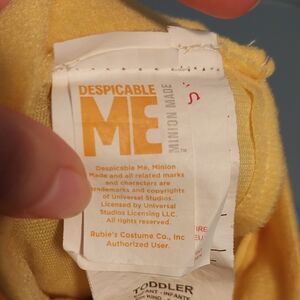 DESPICABLE
ME
MINION MADE
™
Despicable Me, Minion
Made and all related marks
and characters are
trademarks and copyrights
of Universal Studios.
Licensed by Universal
Studios Licensing LLC.
All rights reserved.
Rubie's Costume Co., Inc
Authorized User.
S
TODDLER